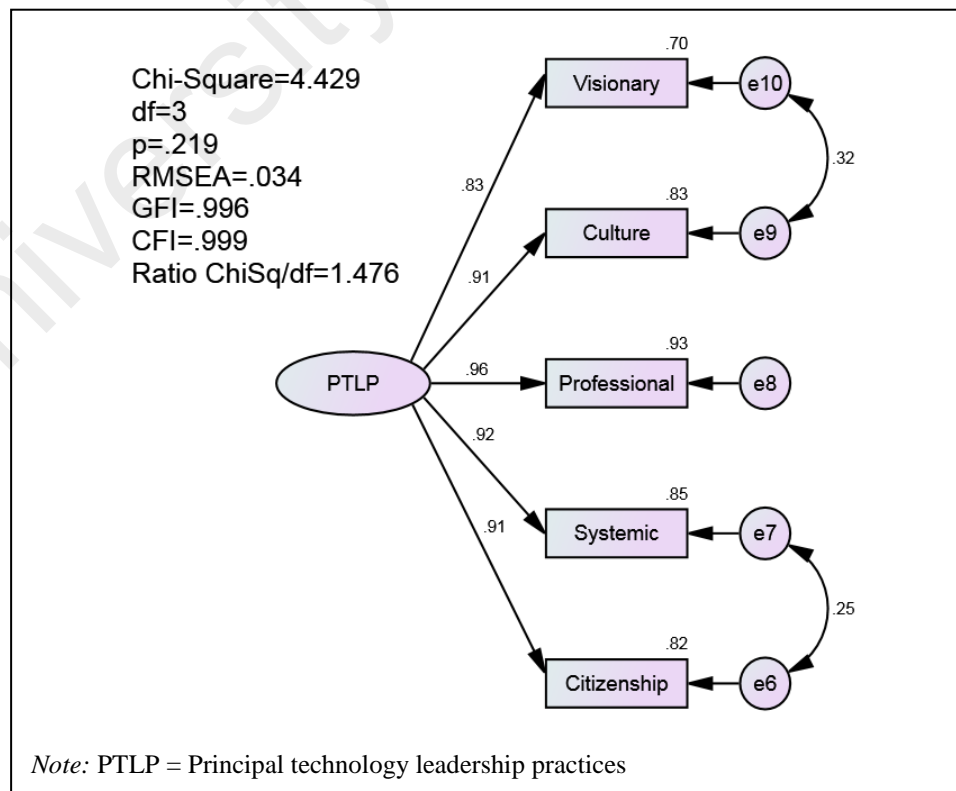 University
Chi-Square=4.429
df=3
p=.219
RMSEA=.034
GFI=.996
CFI=.999
Ratio ChiSq/df=1.476
.70
Visionary
e10
.83
.32
.83
Culture
e9
.91
.93
PTLP
.96
Professional
e8
.92
.85
Systemic
e7
.91
.25
.82
Citizenship
e6
Note: PTLP = Principal technology leadership practices